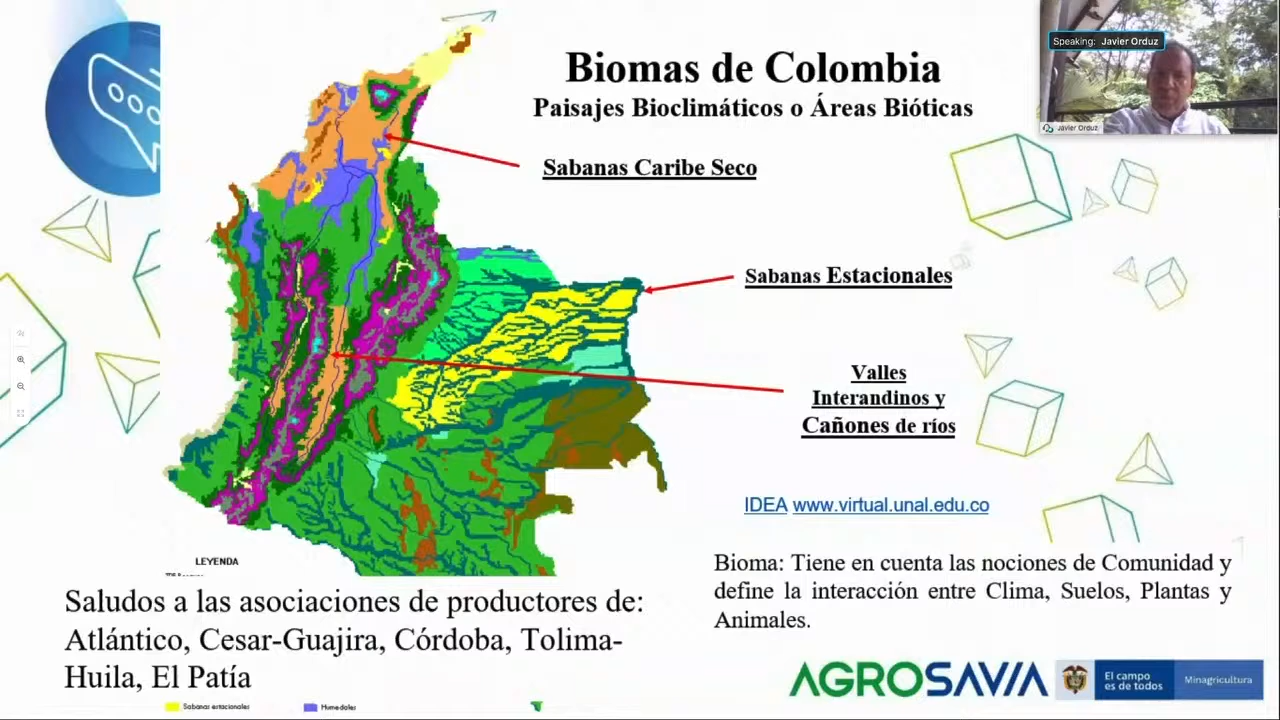 Biomas de Colombia
Paisajes Bioclimáticos o Áreas Bióticas
Speaking: Javier Orduz
Javier Orduz
Sabanas Caribe Seco
Sabanas Estacionales
Valles
Interandinos y
Cañones de ríos
IDEA www.virtual.unal.edu.co
LEYENDA
Bioma: Tiene en cuenta las nociones de Comunidad y
define la interacción entre Clima, Suelos, Plantas y
Animales.
Saludos a las asociaciones de productores de:
Atlántico, Cesar-Guajira, Córdoba, Tolima-
Huila, El Patía
Sabanas estacionales
Humedales
AGROSAVIA
El campo
es de todos
Minagricultura